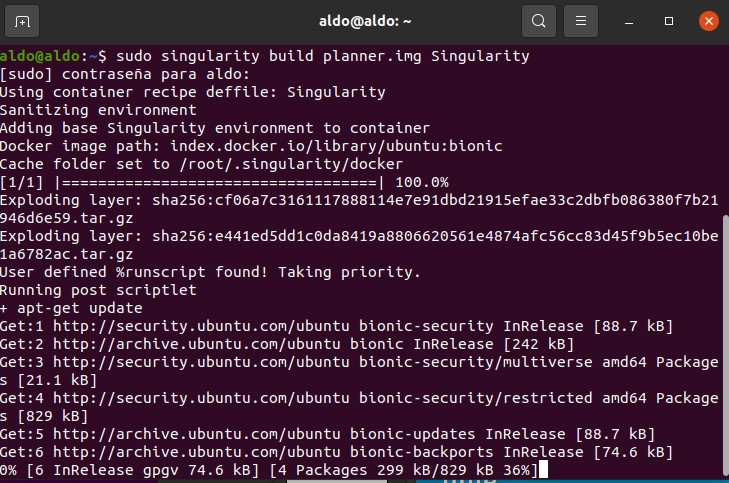 aldo@aldo: ~
aldo@aldo:~$ sudo singularity build planner.img Singularity
[sudo] contraseña para aldo:
Using container recipe deffile: Singularity
Sanitizing environment
Adding base Singularity environment to container
Docker image path: index.docker.io/library/ubuntu:bionic
Cache folder set to /root/.singularity/docker
[1/1] |===================================| 100.0%
Exploding layer: sha256:cf06a7c3161117888114e7e91dbd21915efae33c2dbfb086380f7b21
946d6e59.tar.gz
Exploding layer: sha256:e441ed5dd1c0da8419a8806620561e4874afc56cc83d45f9b5ec10be
1a6782ac.tar.gz
User defined %runscript found! Taking priority.
Running post scriptlet
+ apt-get update
Get:1 http://security.ubuntu.com/ubuntu bionic-security InRelease [88.7 kB]
Get:2 http://archive.ubuntu.com/ubuntu bionic InRelease [242 kB]
Get:3 http://security.ubuntu.com/ubuntu bionic-security/multiverse amd64 Package
s [21.1 kB]
Get:4 http://security.ubuntu.com/ubuntu bionic-security/restricted amd64 Package
s [829 kB]
Get:5 http://archive.ubuntu.com/ubuntu bionic-updates InRelease [88.7 kB]
Get:6 http://archive.ubuntu.com/ubuntu bionic-backports InRelease [74.6 kB]
0% [6 InRelease gpgv 74.6 kB] [4 Packages 299 kB/829 kB 36%]